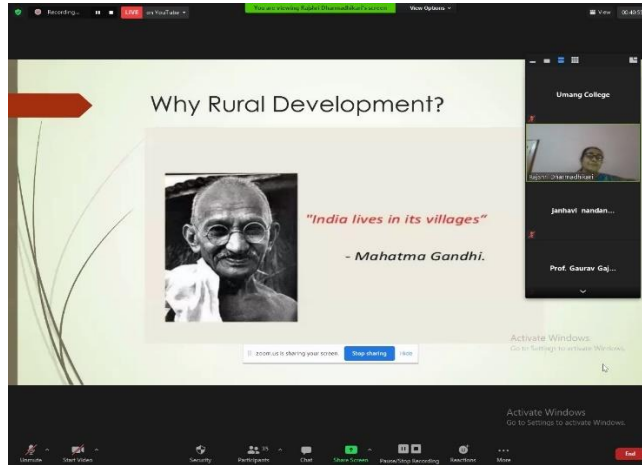 Recording...
LIVE on YouTube
You are viewing Rajshri Dharmadhikari's screen
View Options
View
Why Rural Development?
"India lives in its villages"
- Mahatma Gandhi.
Umang College
Rajshri Dharmadhikari
Janhavi nandan...
Prof. Gaurav Gaj...
zoom.us is sharing your screen
Stop sharing
Hide
Activate Windows
Go to Settings to activate Windows.
Activate Windows
Go to Settings to activate Windows.
Unmute
Start Video
Security
Participants
Chat
Share Screen
Pause/Stop Recording
Reactions
More
End